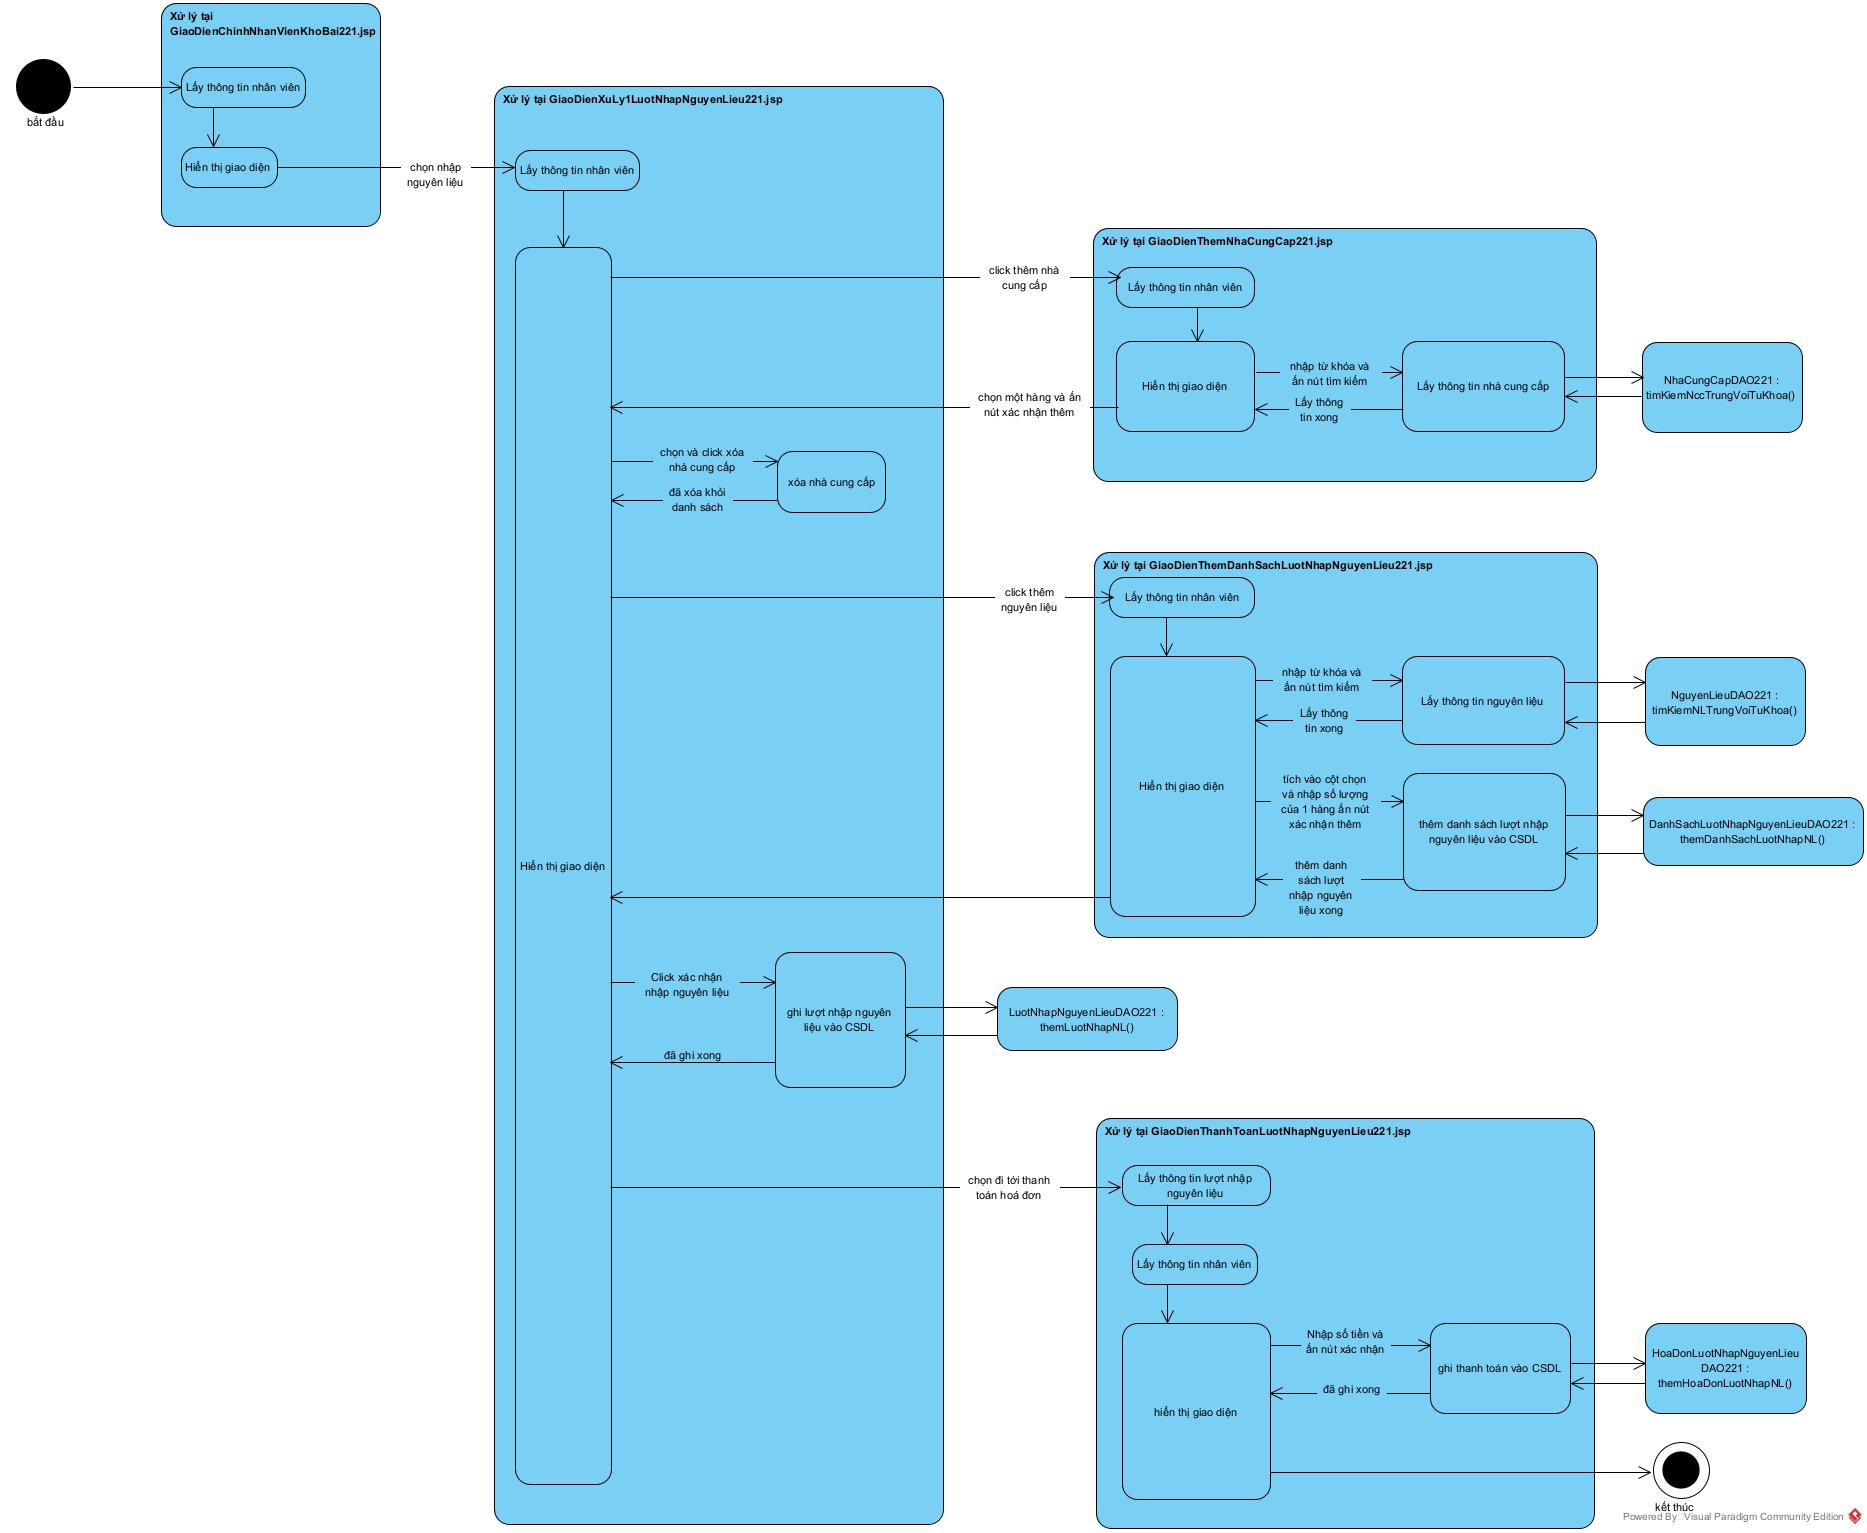 Xử lý tại
GiaoDienChinhNhanVienKhoBai221.jsp
Lấy thông tin nhân viên
bắt đầu
Hiển thị giao diện
chọn nhập
nguyên liệu
Xử lý tại GiaoDienXuLy1LuotNhapNguyenLieu221.jsp
Lấy thông tin nhân viên
Xử lý tại GiaoDienThemNhaCungCap221.jsp
click thêm nhà
cung cấp
Lấy thông tin nhân viên
Hiển thị giao diện
nhập từ khóa và
ấn nút tìm kiếm
Lấy thông
tin xong
Lấy thông tin nhà cung cấp
NhaCungCapDAO221 :
timKiemNccTrungVoiTuKhoa()
chọn một hàng và ấn
nút xác nhận thêm
chọn và click xóa
nhà cung cấp
đã xóa khỏi
danh sách
xóa nhà cung cấp
Xử lý tại GiaoDienThemDanhSachLuotNhapNguyenLieu221.jsp
click thêm
nguyên liệu
Lấy thông tin nhân viên
nhập từ khóa và
ấn nút tìm kiếm
Lấy thông
tin xong
Lấy thông tin nguyên liệu
NguyenLieuDAO221 :
timKiemNLTrungVoiTuKhoa()
Hiển thị giao diện
tích vào cột chọn
và nhập số lượng
của 1 hàng ấn nút
xác nhận thêm
thêm danh sách lượt nhập
nguyên liệu vào CSDL
DanhSachLuotNhapNguyenLieuDAO221 :
themDanhSachLuotNhapNL()
thêm danh
sách lượt
nhập nguyên
liệu xong
Hiển thị giao diện
Click xác nhận
nhập nguyên liệu
ghi lượt nhập nguyên
liệu vào CSDL
LuotNhapNguyenLieuDAO221 :
themLuotNhapNL()
đã ghi xong
Xử lý tại GiaoDienThanhToanLuotNhapNguyenLieu221.jsp
chọn đi tới thanh
toán hoá đơn
Lấy thông tin lượt nhập
nguyên liệu
Lấy thông tin nhân viên
Nhập số tiền và
ấn nút xác nhận
ghi thanh toán vào CSDL
HoaDonLuotNhapNguyenLieu
DAO221 :
themHoaDonLuotNhapNL()
đã ghi xong
hiển thị giao diện
kết thúc
Powered By Visual Paradigm Community Edition